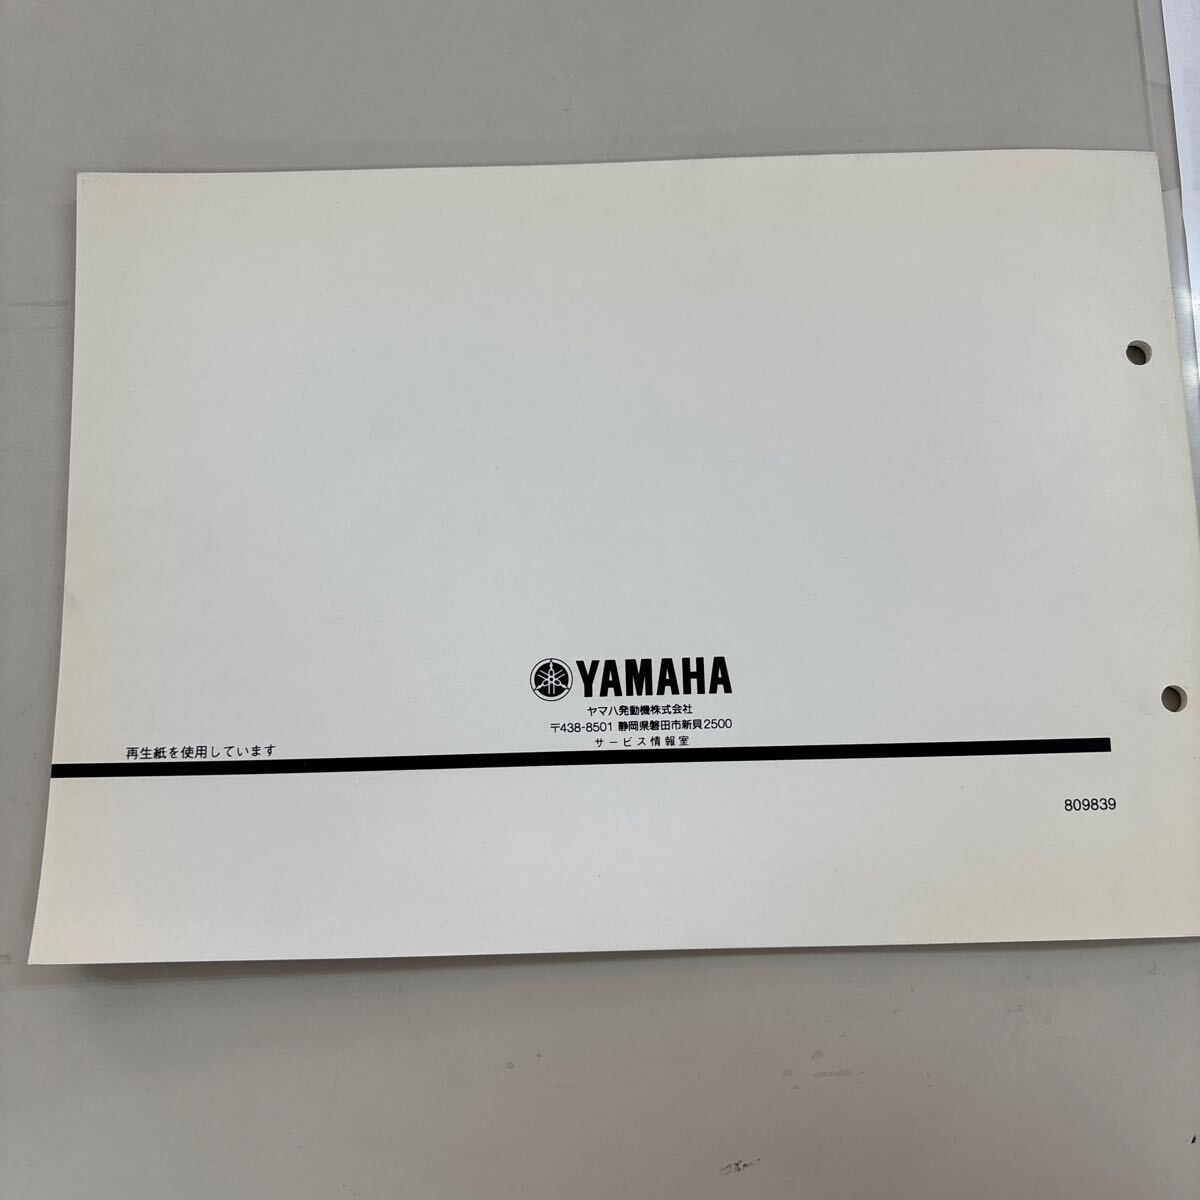 YAMAHA
ヤマハ発動機株式会社
〒438-8501 静岡県磐田市新貝2500
サービス情報室
再生紙を使用しています
809839